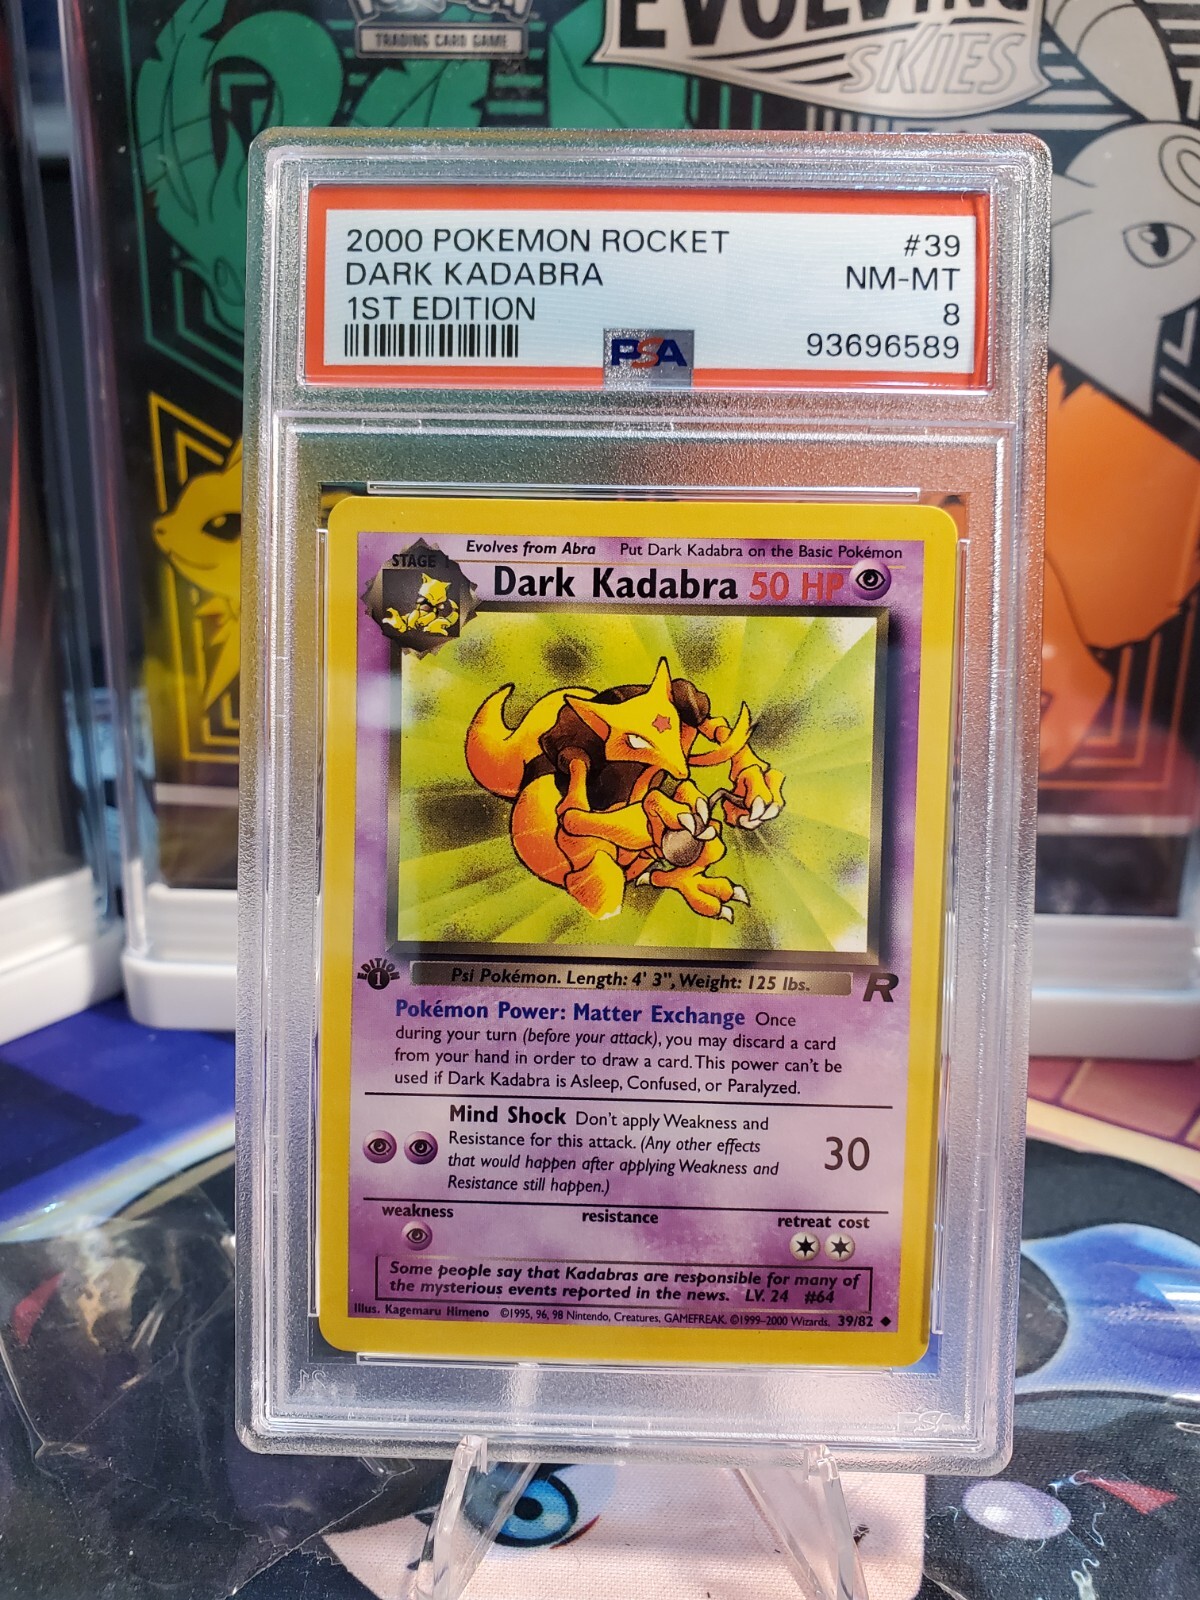 TRADING CARD GAME
EVOLVING
SKIES
2000 POKEMON ROCKET #39
DARK KADABRA NM-MT
1ST EDITION 8
PSA 93696589
STAGE 1
Evolves from Abra Put Dark Kadabra on the Basic Pokémon
Dark Kadabra 50 HP
EDITION
1
Psi Pokémon. Length: 4' 3", Weight: 125 lbs.
R
Pokémon Power: Matter Exchange Once
during your turn (before your attack), you may discard a card
from your hand in order to draw a card. This power can't be
used if Dark Kadabra is Asleep, Confused, or Paralyzed.
Mind Shock Don't apply Weakness and
Resistance for this attack. (Any other effects
that would happen after applying Weakness and
Resistance still happen.)
30
weakness resistance retreat cost
Some people say that Kadabras are responsible for many of
the mysterious events reported in the news. LV. 24 #64
Illus. Kagemaru Himeno ©1995, 96, 98 Nintendo, Creatures, GAMEFREAK. ©1999-2000 Wizards. 39/82
PSA